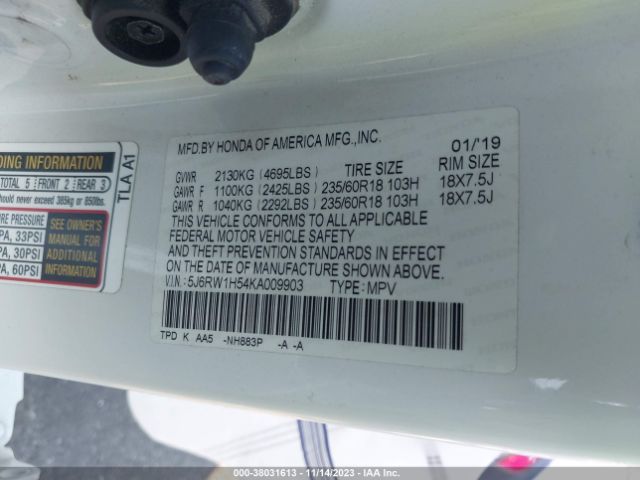 MFD.BY HONDA OF AMERICA MFG.,INC. 01/'19
GVWR 2130KG (4695LBS) TIRE SIZE RIM SIZE
GAWR F 1100KG (2425LBS) 235/60R18 103H 18X7.5J
GAWR R 1040KG (2292LBS) 235/60R18 103H 18X7.5J
THIS VEHICLE CONFORMS TO ALL APPLICABLE
FEDERAL MOTOR VEHICLE SAFETY
AND THEFT PREVENTION STANDARDS IN EFFECT
ON THE DATE OF MANUFACTURE SHOWN ABOVE.
V.I.N.: 5J6RW1H54KA009903 TYPE: MPV
TPD K AA5 -NH883P -A -A
TLA A1
DING INFORMATION
TOTAL 5 FRONT 2 REAR 3
hould never exceed 385kg or 850lbs.
E PRESSURE
PA, 33PSI
PA, 30PSI
PA, 60PSI
SEE OWNER'S
MANUAL FOR
ADDITIONAL
INFORMATION
100% - 38031613 - 11/14/2023 - IAA Inc.